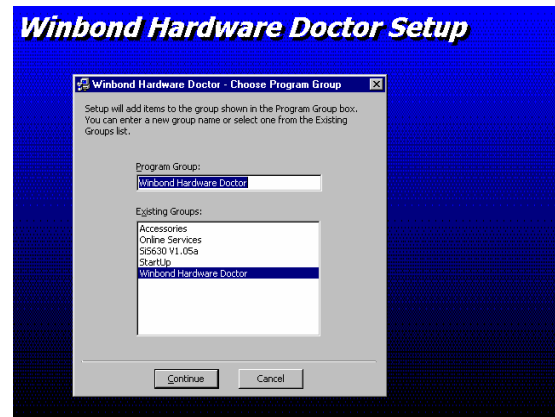 Winbond Hardware Doctor Setup
Winbond Hardware Doctor - Choose Program Group
Setup will add items to the group shown in the Program Group box.
You can enter a new group name or select one from the Existing
Groups list.
Program Group:
Winbond Hardware Doctor
Existing Groups:
Accessories
Online Services
SiS630 V1.05a
StartUp
Winbond Hardware Doctor
Continue
Cancel